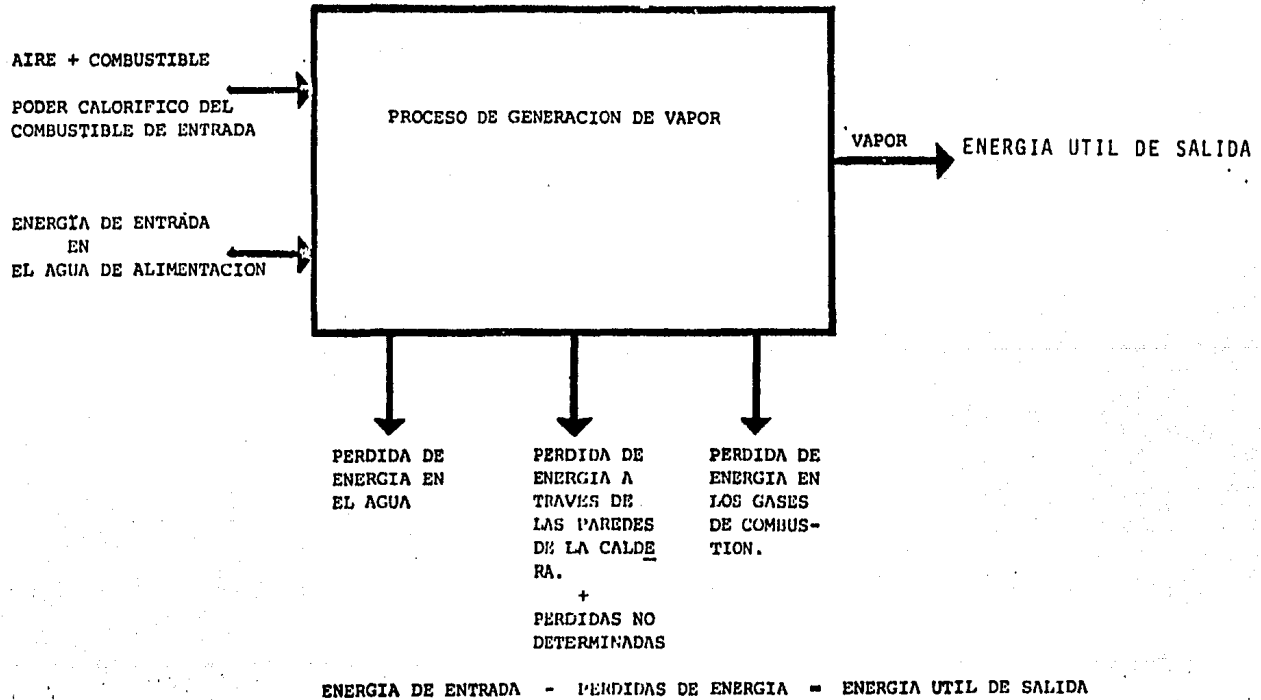 AIRE + COMBUSTIBLE
PODER CALORIFICO DEL
COMBUSTIBLE DE ENTRADA
PROCESO DE GENERACION DE VAPOR
VAPOR
ENERGIA UTIL DE SALIDA
ENERGIA DE ENTRADA
EN
EL AGUA DE ALIMENTACION
PERDIDA DE
ENERGIA EN
EL AGUA
PERDIDA DE
ENERGIA A
TRAVES DE
LAS PAREDES
DE LA CALDE
RA.
+
PERDIDAS NO
DETERMINADAS
PERDIDA DE
ENERGIA EN
LOS GASES
DE COMBUS-
TION.
ENERGIA DE ENTRADA - PERDIDAS DE ENERGIA = ENERGIA UTIL DE SALIDA